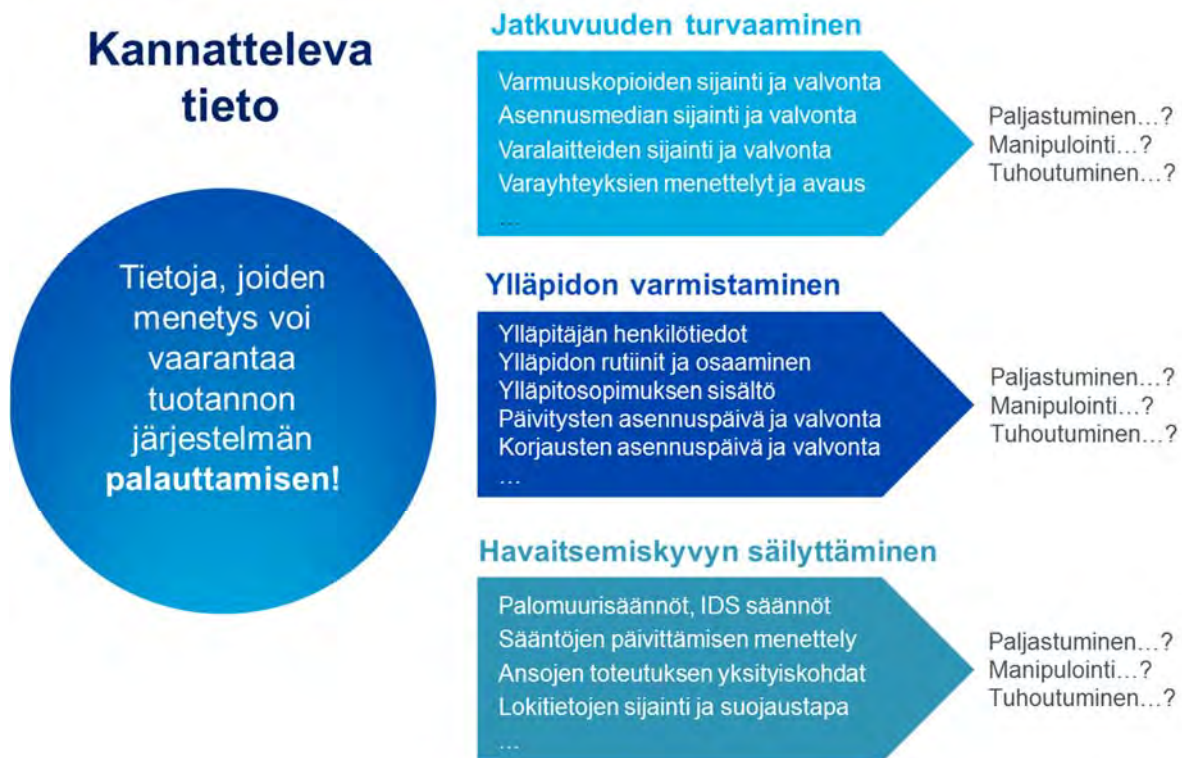 Kannatteleva
tieto
Tietoja, joiden
menetys voi
vaarantaa
tuotannon
järjestelmän
palauttamisen!
Jatkuvuuden turvaaminen
Varmuuskopioiden sijainti ja valvonta
Asennusmedian sijainti ja valvonta
Varalaitteiden sijainti ja valvonta
Varayhteyksien menettelyt ja avaus
...
Paljastuminen...?
Manipulointi...?
Tuhoutuminen...?
Ylläpidon varmistaminen
Ylläpitäjän henkilötiedot
Ylläpidon rutiinit ja osaaminen
Ylläpitosopimuksen sisältö
Päivitysten asennuspäivä ja valvonta
Korjausten asennuspäivä ja valvonta
...
Paljastuminen...?
Manipulointi...?
Tuhoutuminen...?
Havaitsemiskyvyn säilyttäminen
Palomuurisäännöt, IDS säännöt
Sääntöjen päivittämisen menettely
Ansojen toteutuksen yksityiskohdat
Lokitietojen sijainti ja suojaustapa
...
Paljastuminen...?
Manipulointi...?
Tuhoutuminen...?